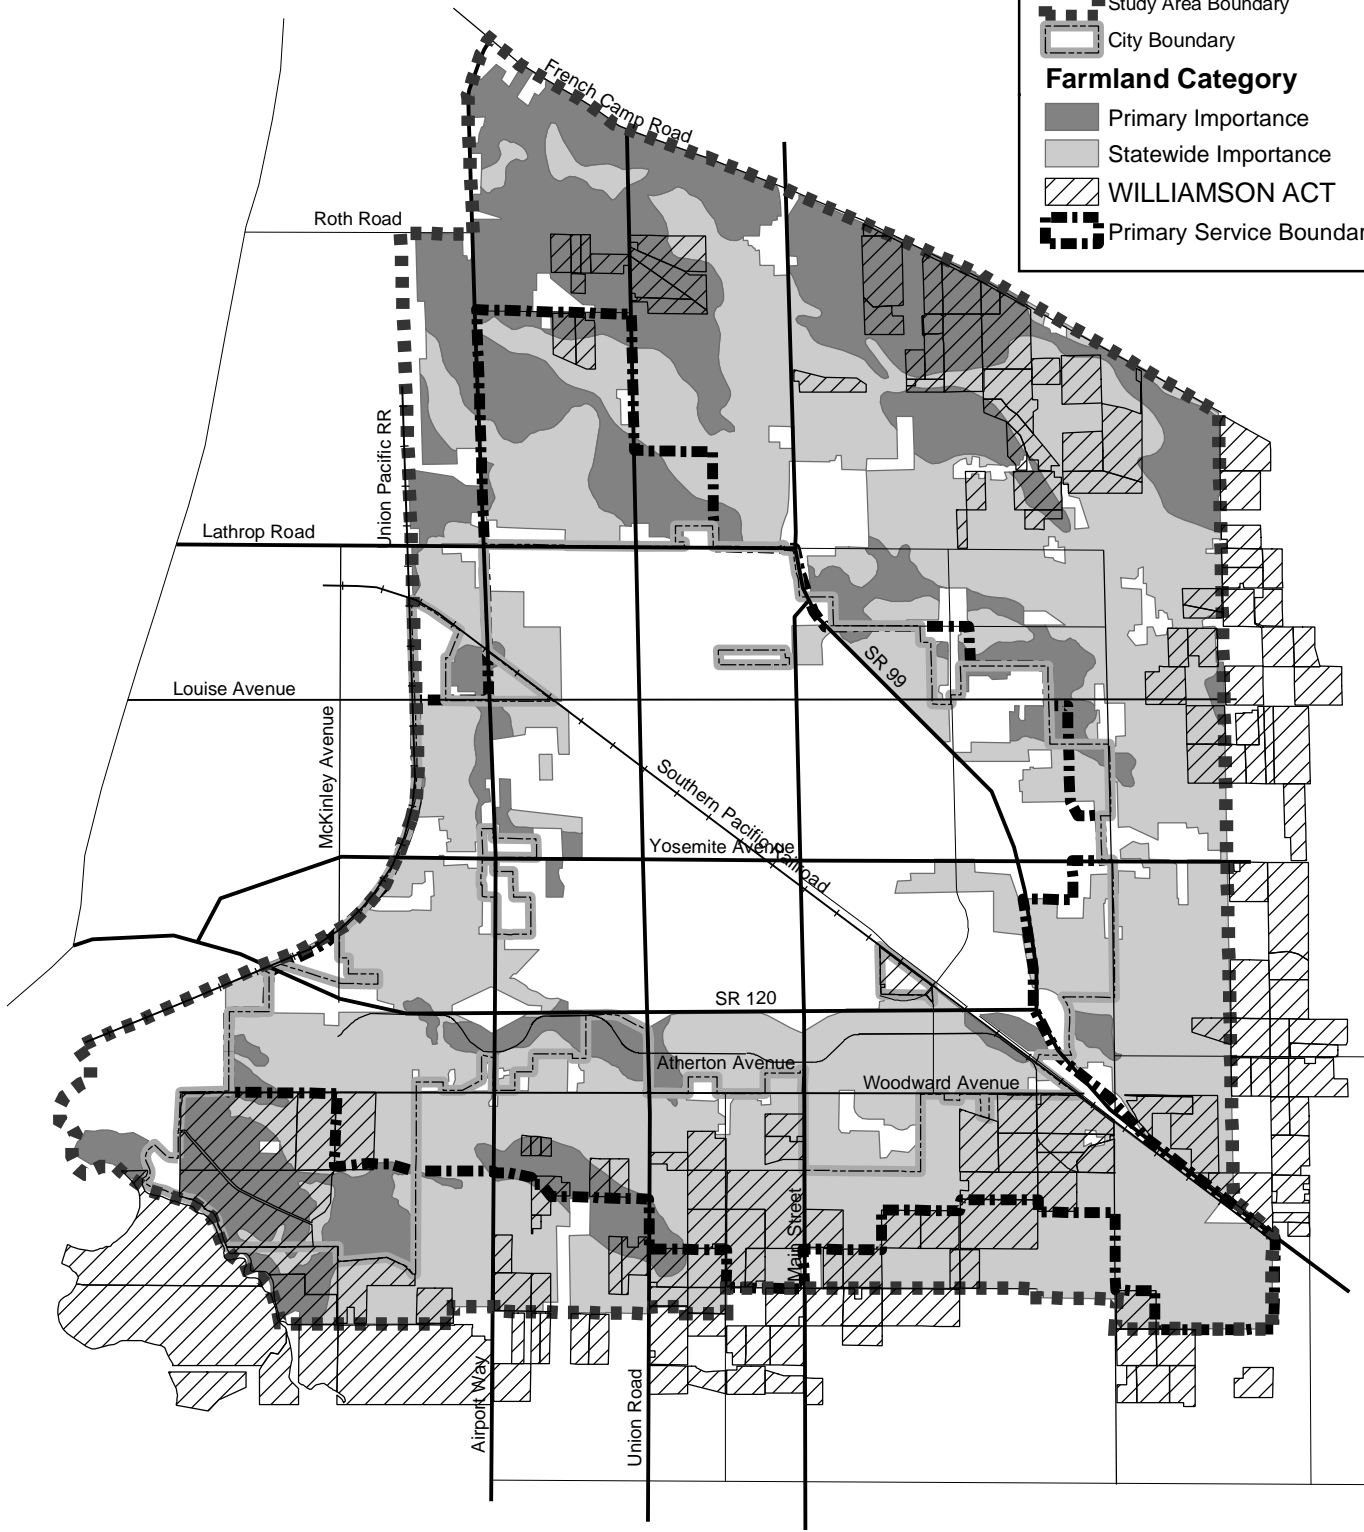 Study Area Boundary
City Boundary
Farmland Category
Primary Importance
Statewide Importance
WILLIAMSON ACT
Primary Service Boundar
French Camp Road
Roth Road
Union Pacific RR
Lathrop Road
SR 99
Louise Avenue
McKinley Avenue
Southern Pacific Railroad
Yosemite Avenue
SR 120
Atherton Avenue
Woodward Avenue
Main Street
Airport Way
Union Road